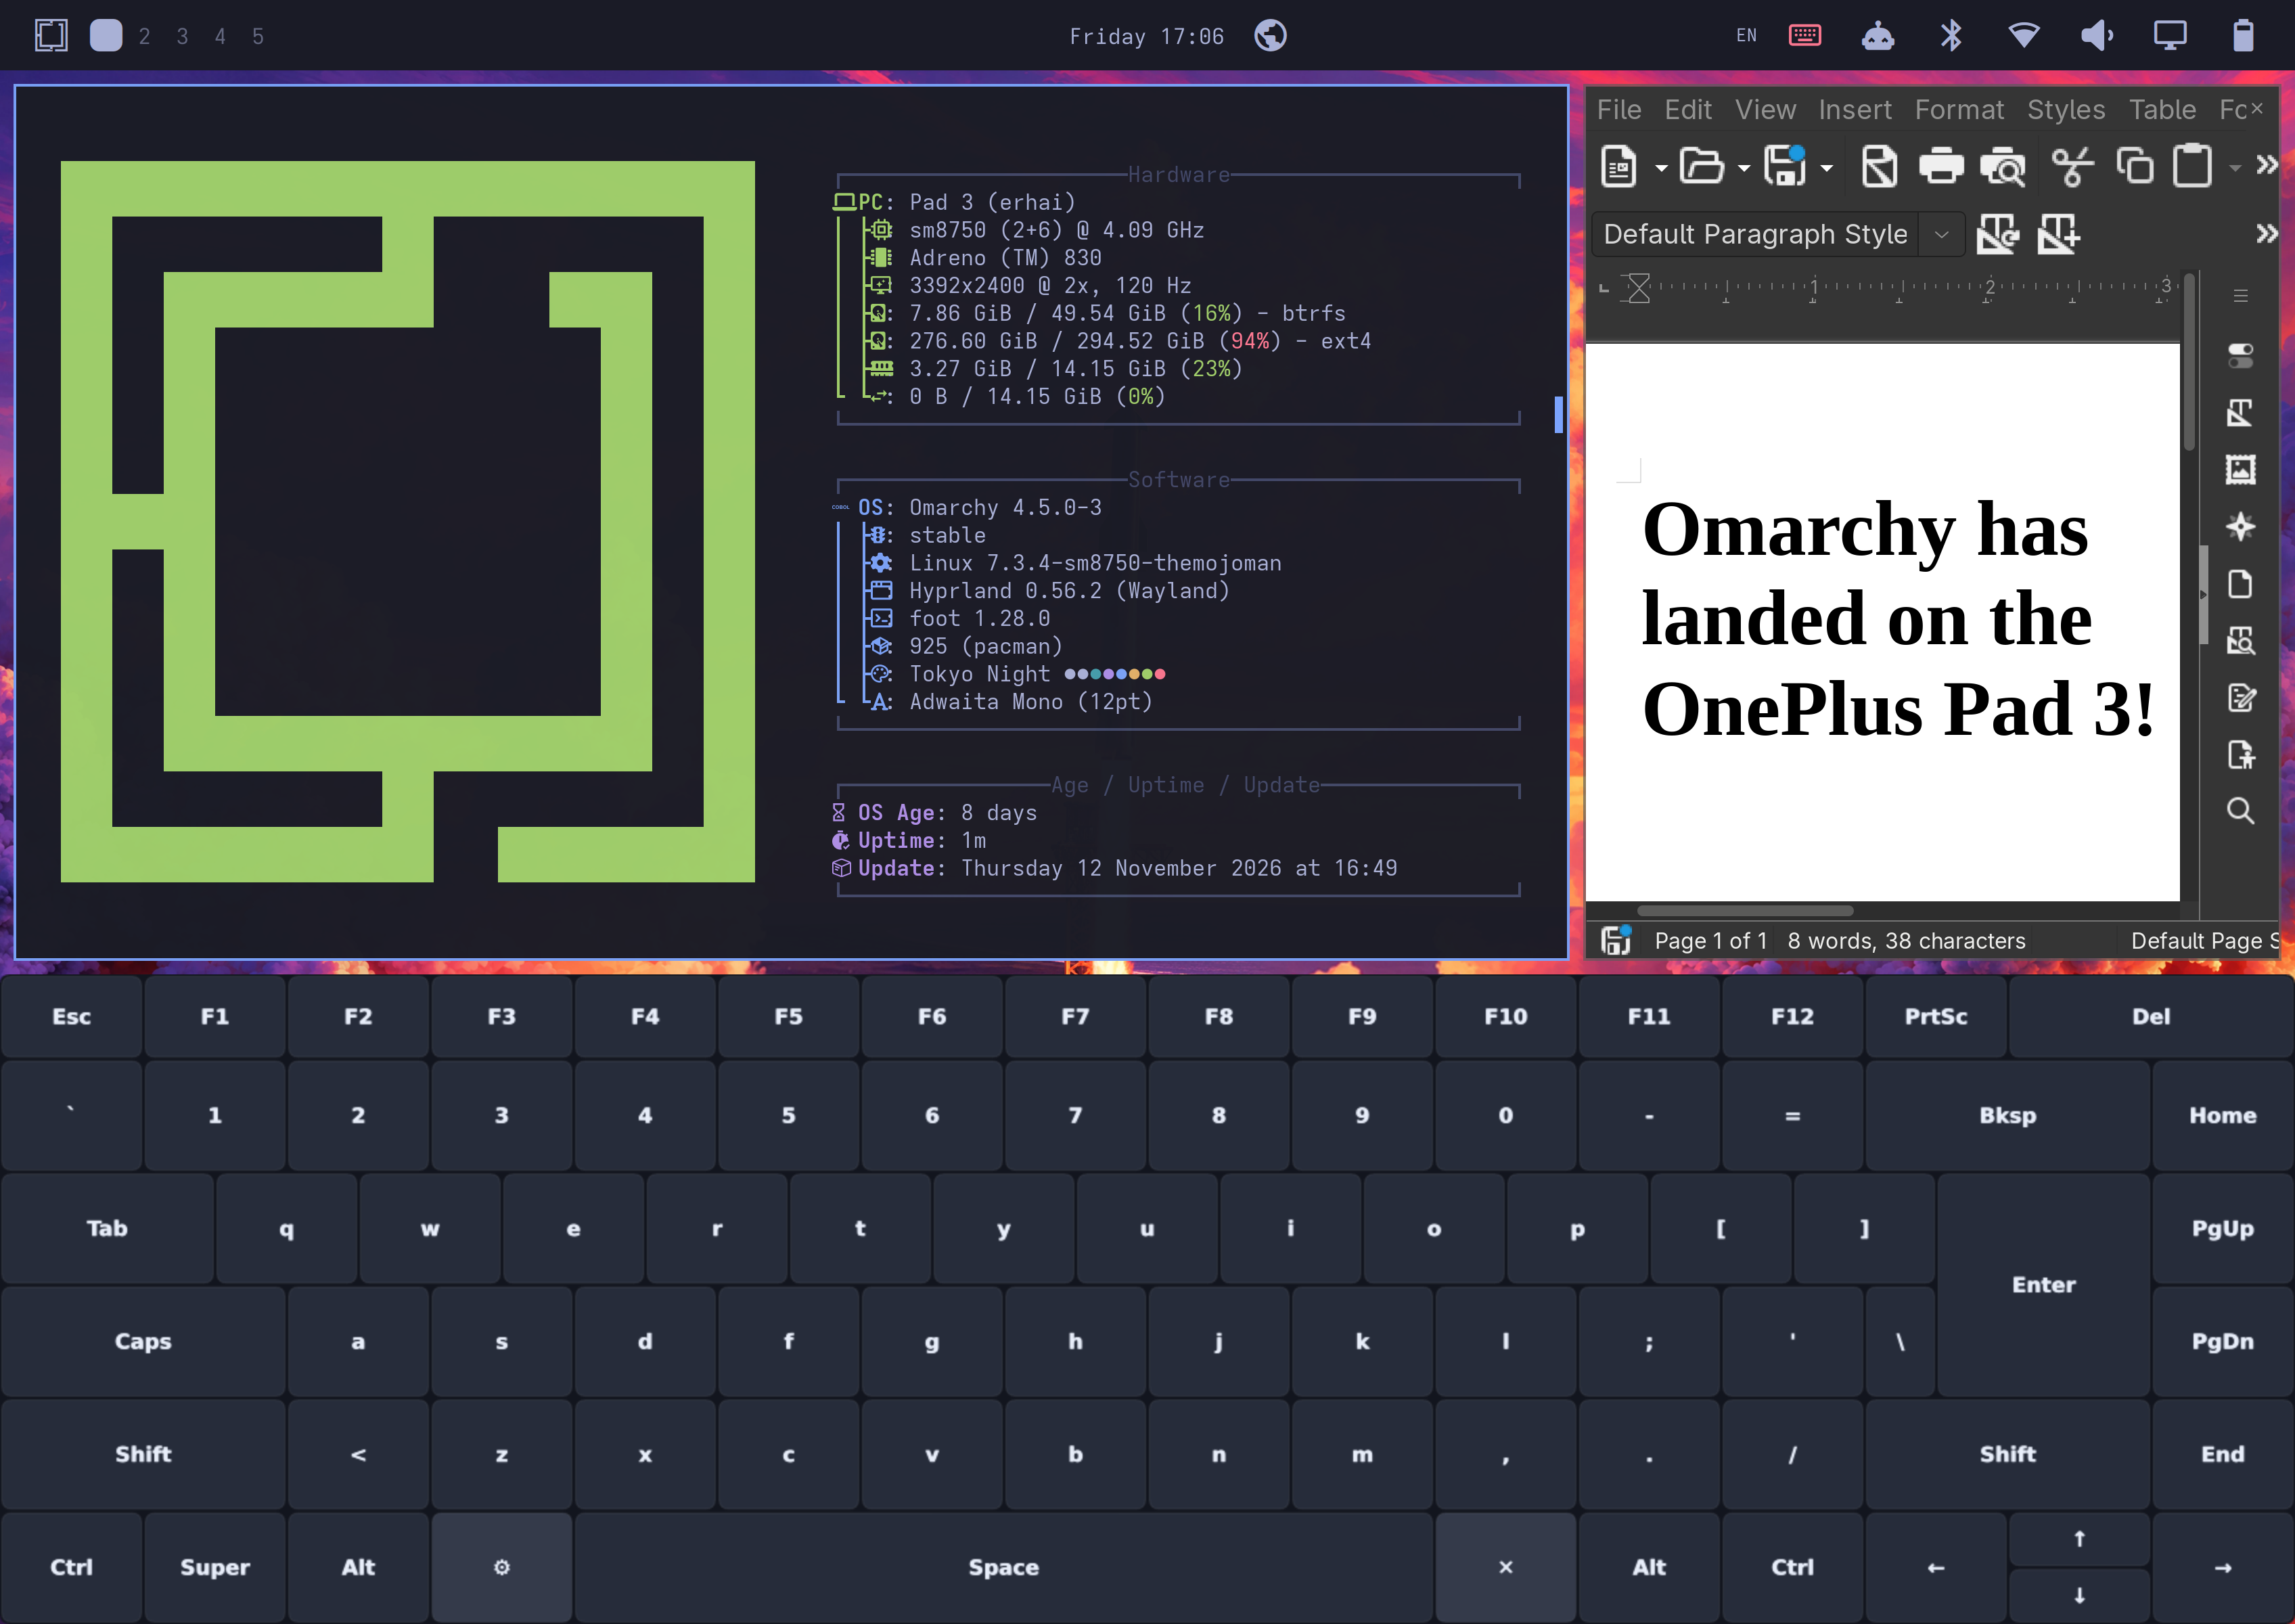 2 3 4 5
Friday 17:06
EN
Hardware
PC: Pad 3 (erhai)
sm8750 (2+6) @ 4.09 GHz
Adreno (TM) 830
3392x2400 @ 2x, 120 Hz
: 7.86 GiB / 49.54 GiB (16%) - btrfs
: 276.60 GiB / 294.52 GiB (94%) - ext4
3.27 GiB / 14.15 GiB (23%)
: 0 B / 14.15 GiB (0%)
Software
COBOL OS: Omarchy 4.5.0-3
: stable
: Linux 7.3.4-sm8750-themojoman
Hyprland 0.56.2 (Wayland)
foot 1.28.0
: 925 (pacman)
: Tokyo Night
: Adwaita Mono (12pt)
Age / Uptime / Update
OS Age: 8 days
Uptime: 1m
Update: Thursday 12 November 2026 at 16:49
File Edit View Insert Format Styles Table Fo
Default Paragraph Style
1 2 3
Omarchy has
landed on the
OnePlus Pad 3!
Page 1 of 1 8 words, 38 characters Default Page S
Esc F1 F2 F3 F4 F5 F6 F7 F8 F9 F10 F11 F12 PrtSc Del
` 1 2 3 4 5 6 7 8 9 0 - = Bksp Home
Tab q w e r t y u i o p [ ] Enter PgUp
Caps a s d f g h j k l ; ' \ PgDn
Shift < z x c v b n m , . / Shift End
Ctrl Super Alt ⚙ Space × Alt Ctrl ← ↑ ↓ →